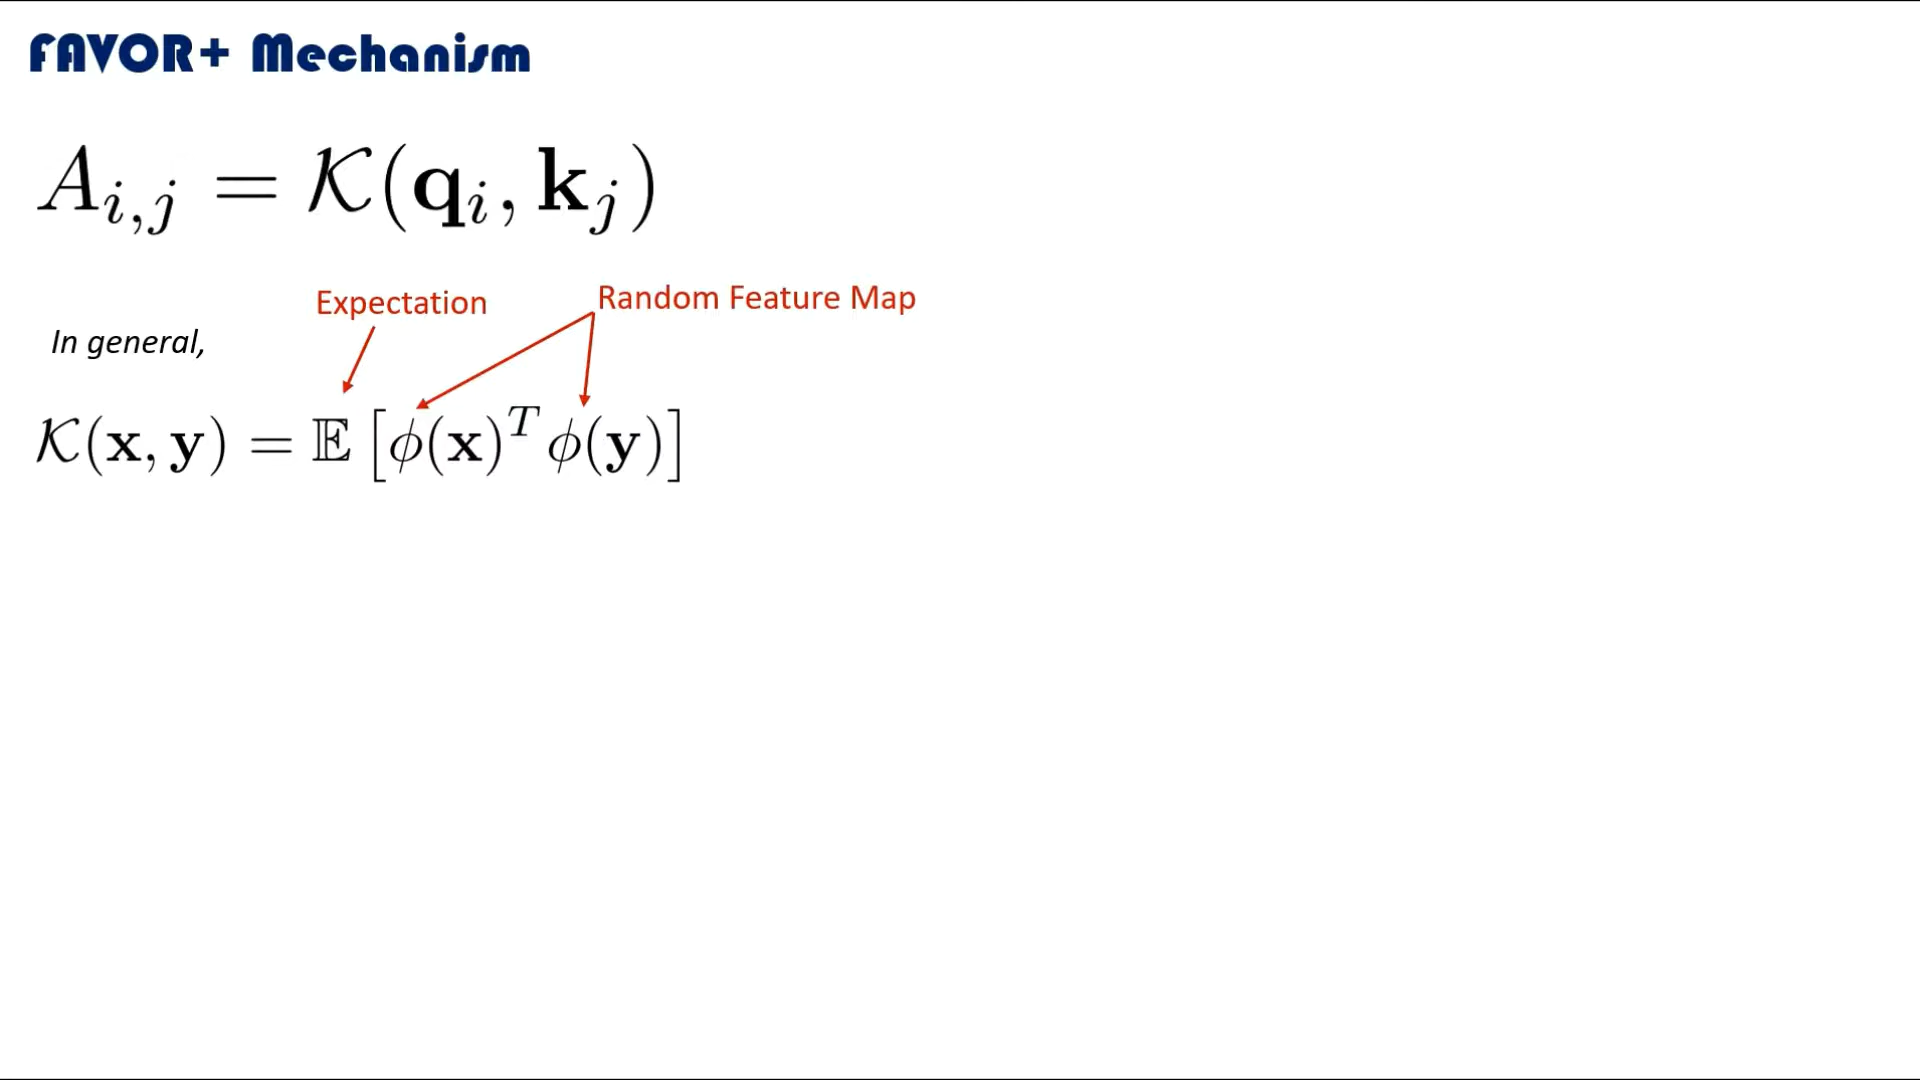 FAVOR+ Mechanism
A_{i,j} = 𝒦(𝐪_i, 𝐤_j)
Expectation
Random Feature Map
In general,
𝒦(𝐱, 𝐲) = 𝔼 [ϕ(𝐱)^T ϕ(𝐲)]